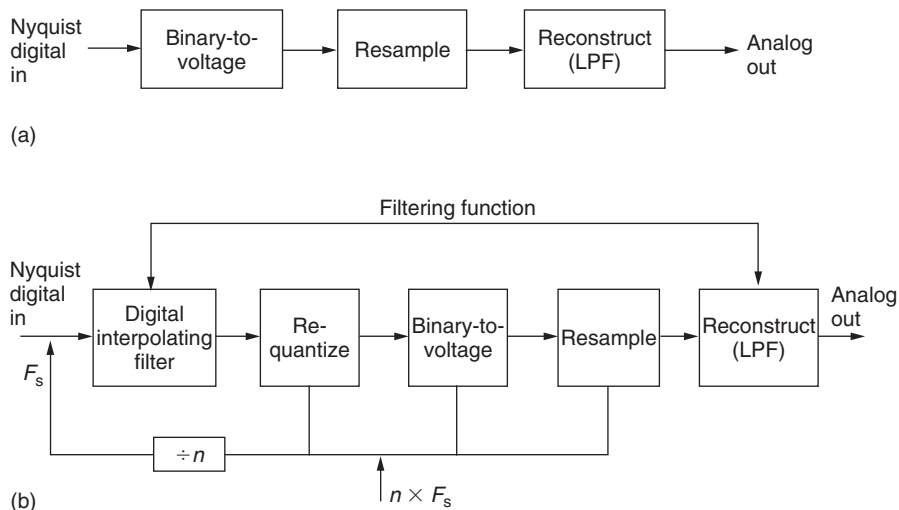 Nyquist
digital
in
Binary-to-
voltage
Resample
Reconstruct
(LPF)
Analog
out
(a)
Filtering function
Nyquist
digital
in
Digital
interpolating
filter
Re-
quantize
Binary-to-
voltage
Resample
Reconstruct
(LPF)
Analog
out
Fs
÷n
n × Fs
(b)